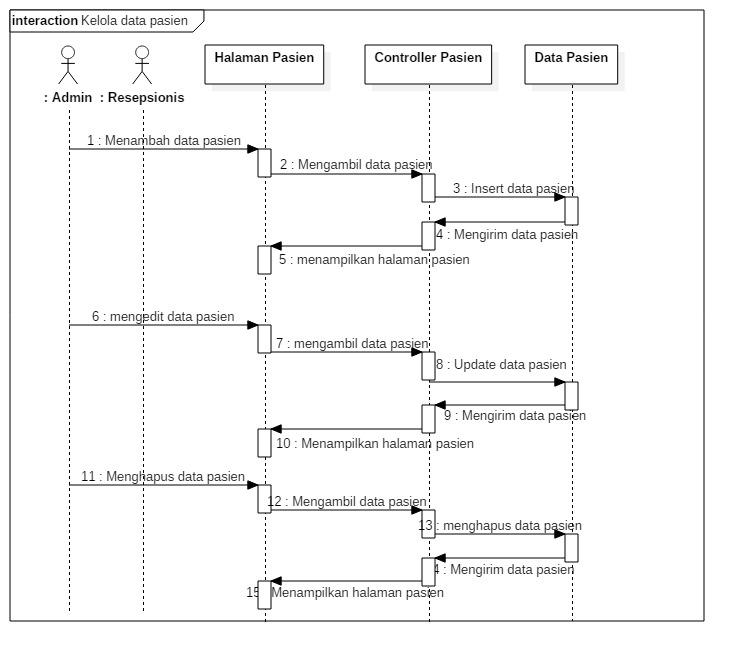 interaction Kelola data pasien
Halaman Pasien
Controller Pasien
Data Pasien
: Admin
: Resepsionis
1 : Menambah data pasien
2 : Mengambil data pasien
3 : Insert data pasien
4 : Mengirim data pasien
5 : menampilkan halaman pasien
6 : mengedit data pasien
7 : mengambil data pasien
8 : Update data pasien
9 : Mengirim data pasien
10 : Menampilkan halaman pasien
11 : Menghapus data pasien
12 : Mengambil data pasien
13 : menghapus data pasien
4 : Mengirim data pasien
15 Menampilkan halaman pasien